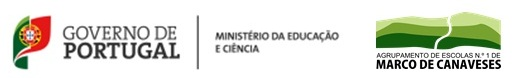 GOVERNO DE
PORTUGAL
MINISTÉRIO DA EDUCAÇÃO
E CIÊNCIA
AGRUPAMENTO DE ESCOLAS N.º 1 DE
MARCO DE CANAVESES